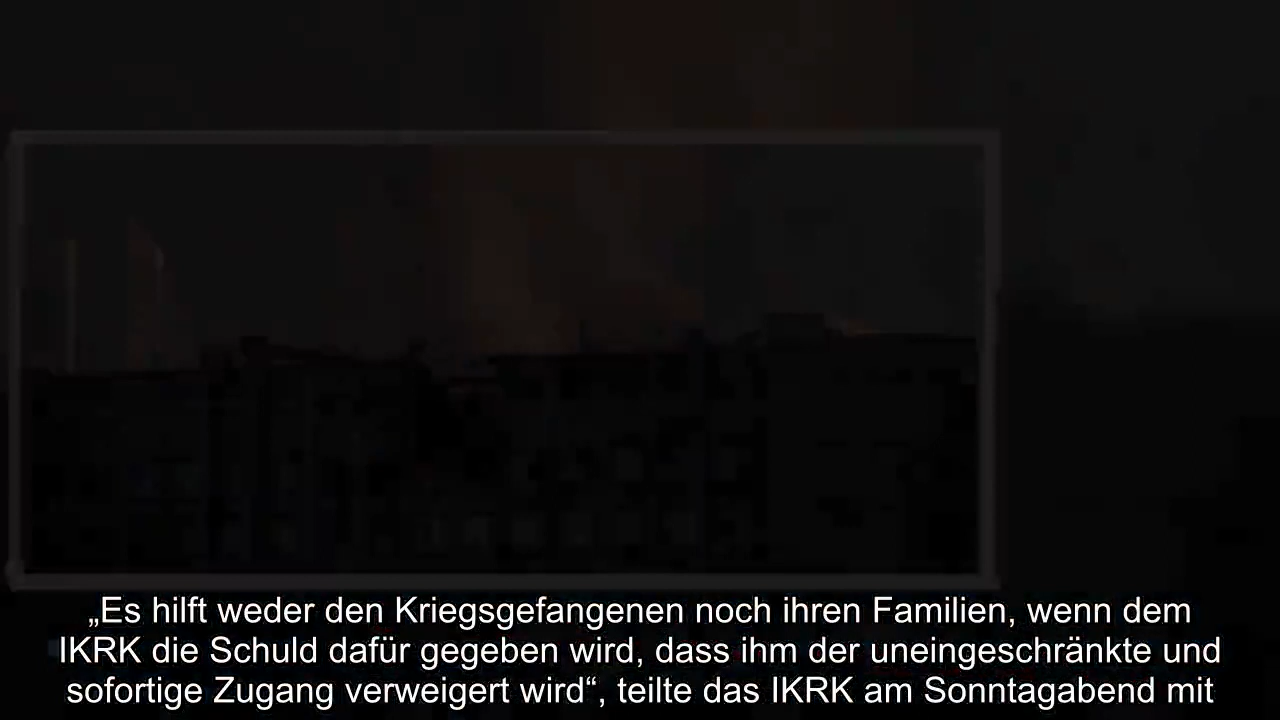 „Es hilft weder den Kriegsgefangenen noch ihren Familien, wenn dem
IKRK die Schuld dafür gegeben wird, dass ihm der uneingeschränkte und
sofortige Zugang verweigert wird“, teilte das IKRK am Sonntagabend mit